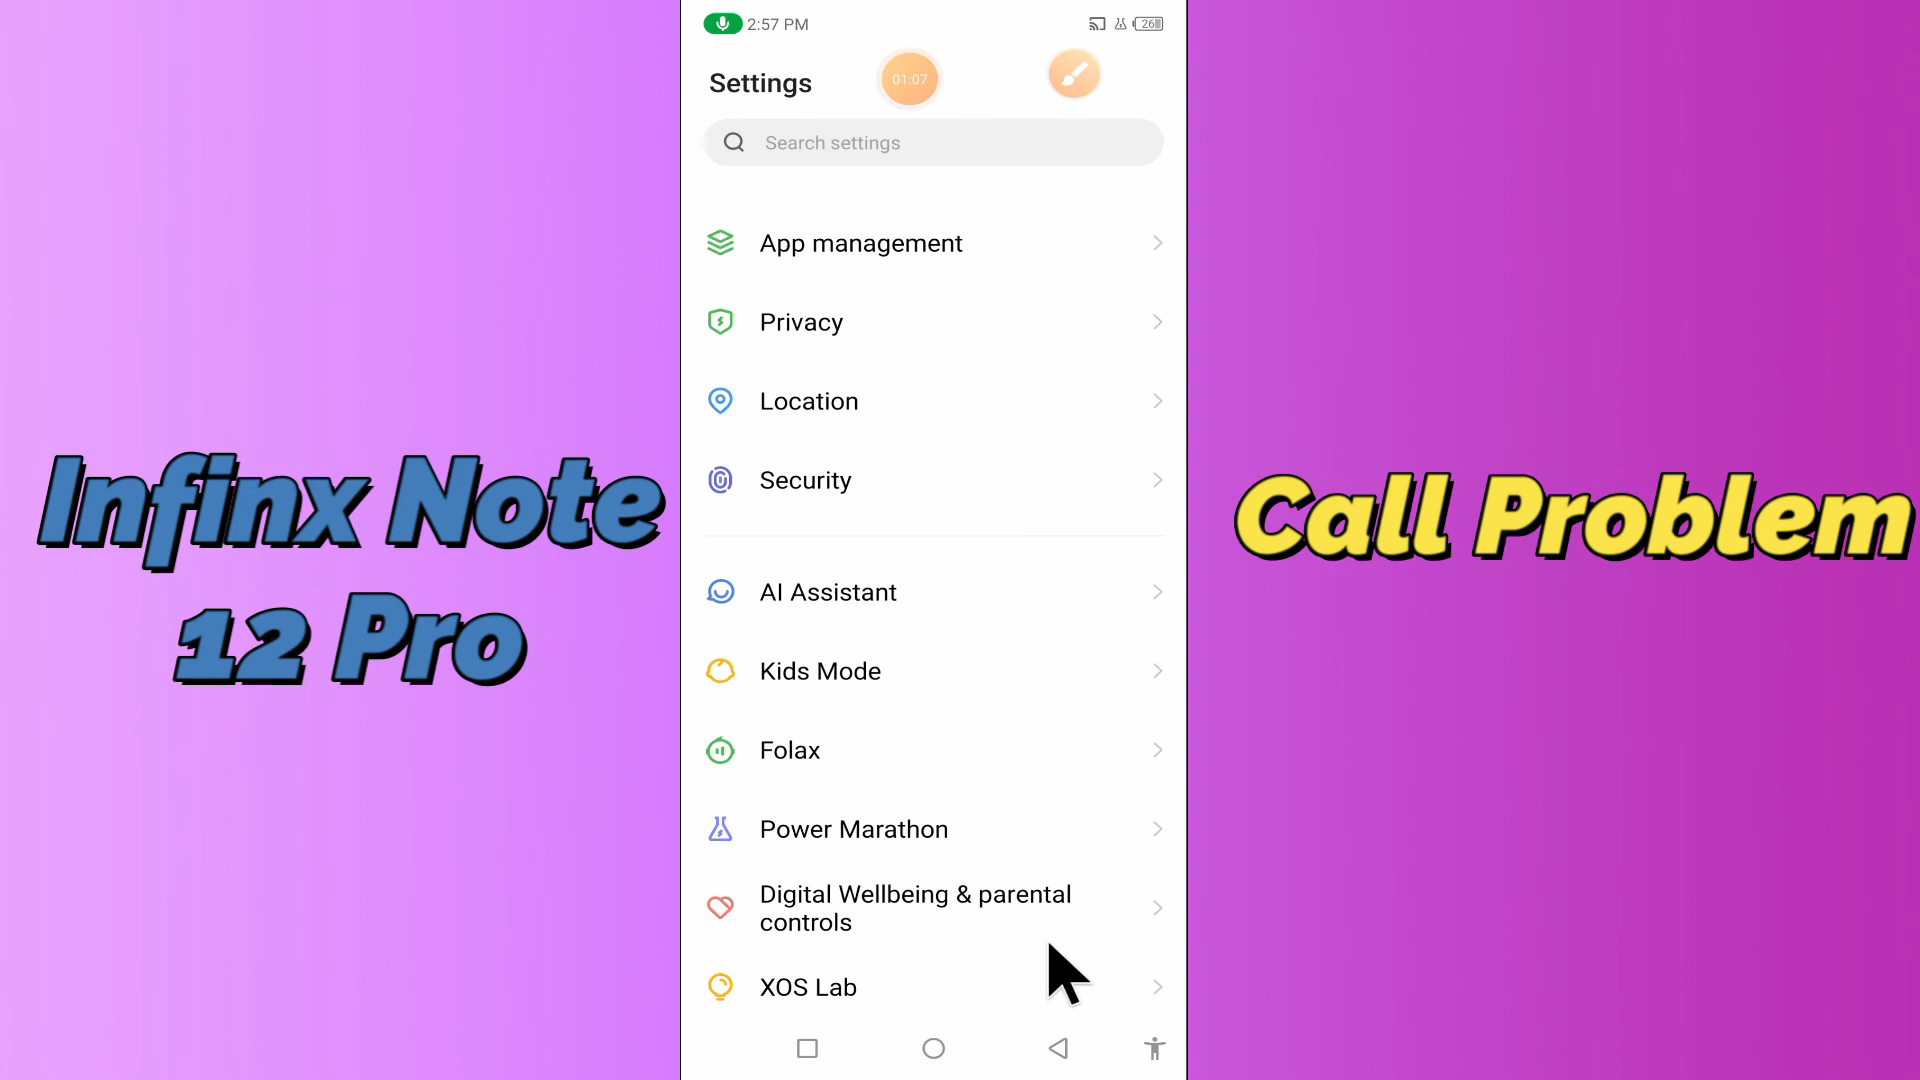 2:57 PM
26
Settings
01:07
Search settings
App management
Privacy
Location
Security
AI Assistant
Kids Mode
Folax
Power Marathon
Digital Wellbeing & parental
controls
XOS Lab
Infinx Note
12 Pro
Call Problem